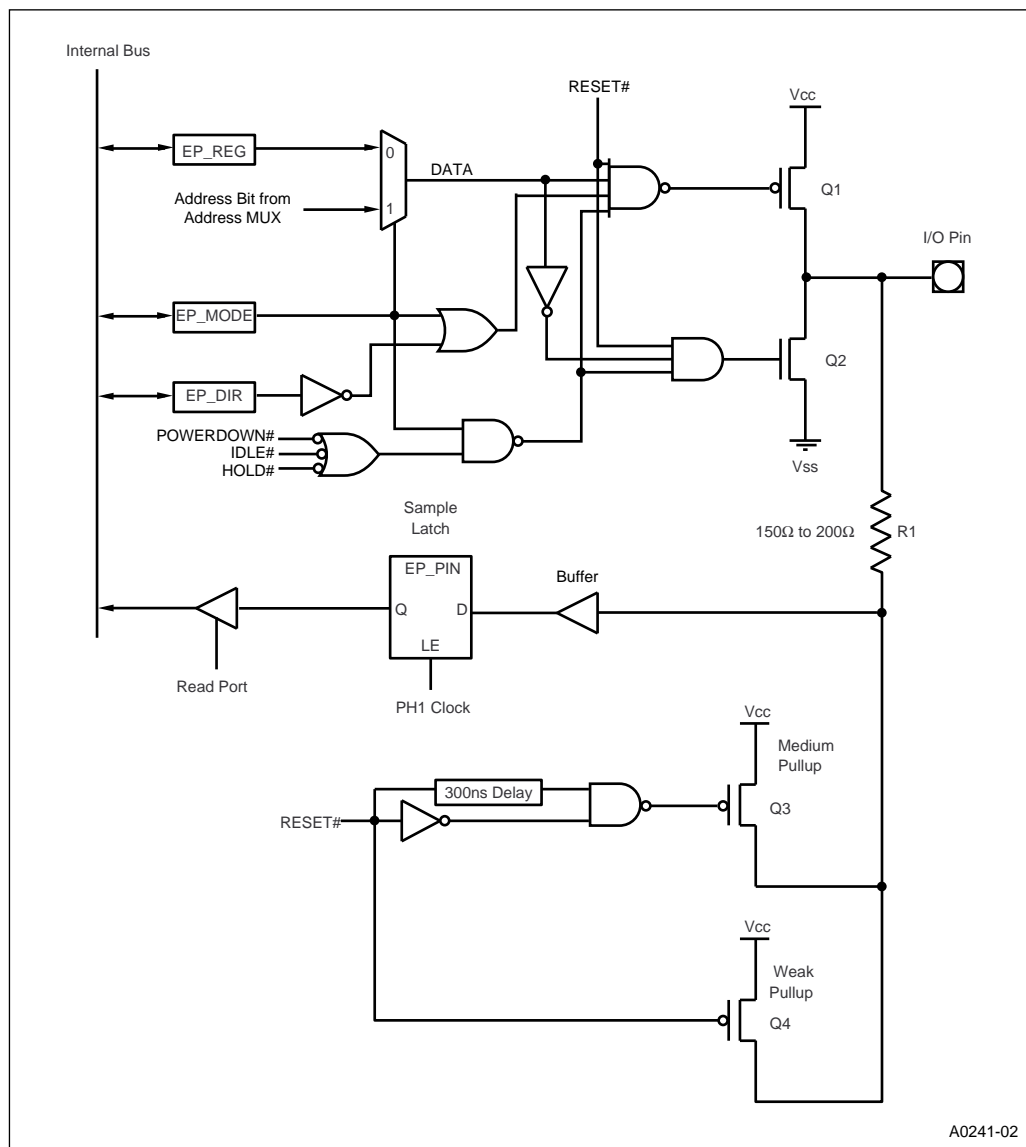 Internal Bus
RESET#
Vcc
EP_REG
0
DATA
Q1
Address Bit from
Address MUX
1
I/O Pin
EP_MODE
Q2
EP_DIR
POWERDOWN#
IDLE#
HOLD#
Vss
Sample
Latch
150Ω to 200Ω
R1
EP_PIN
Buffer
Q
D
LE
Read Port
PH1 Clock
Vcc
Medium
Pullup
300ns Delay
Q3
RESET#
Vcc
Weak
Pullup
Q4
A0241-02